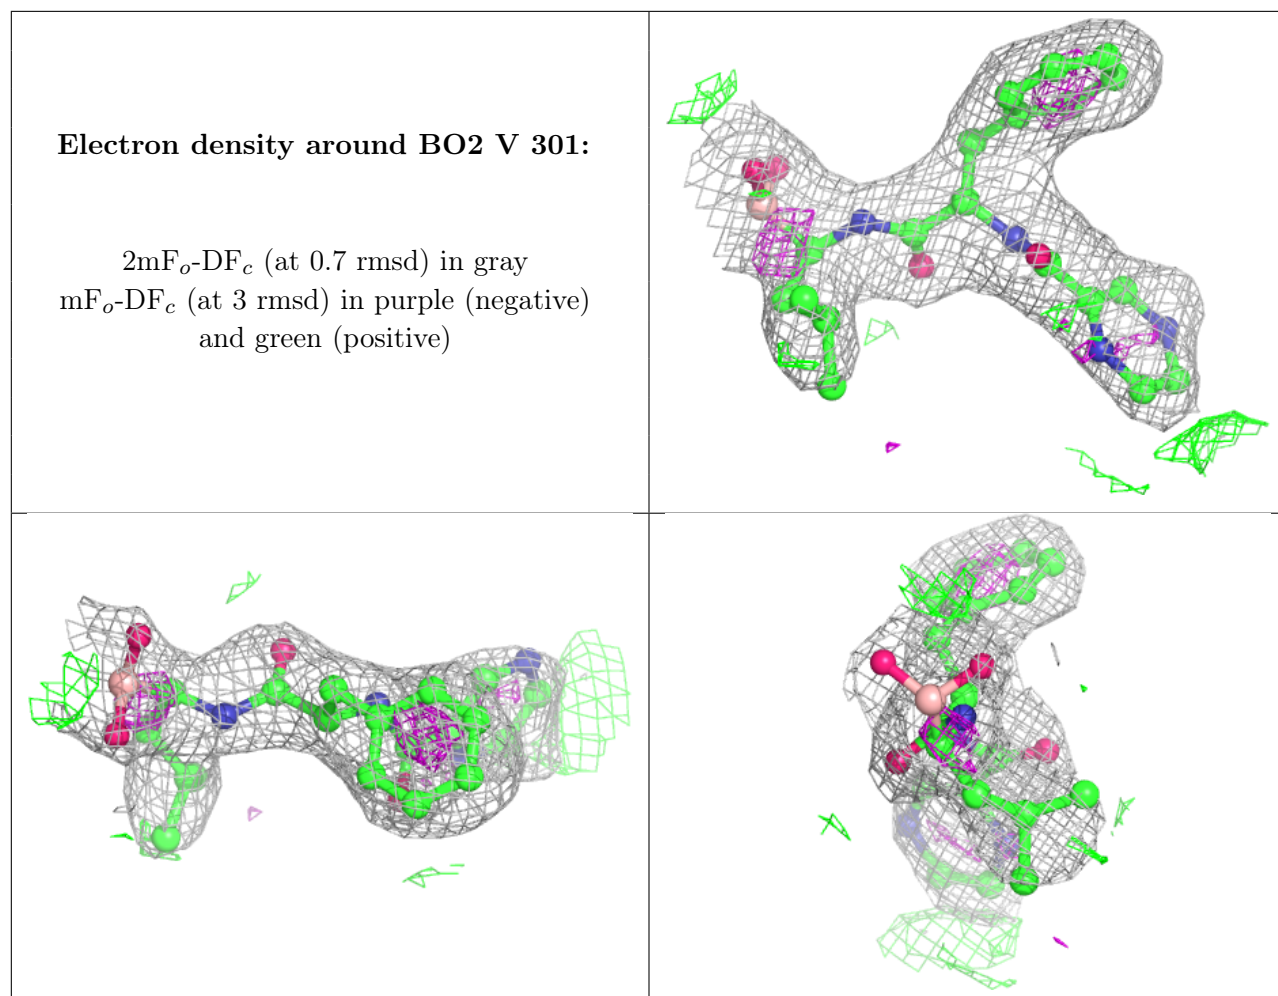 Electron density around BO2 V 301:
2mFo-DFc (at 0.7 rmsd) in gray
mFo-DFc (at 3 rmsd) in purple (negative)
and green (positive)